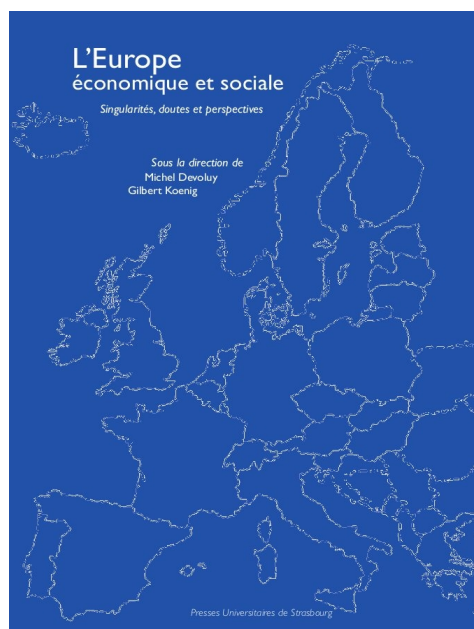 L'Europe
économique et sociale
Singularités, doutes et perspectives
Sous la direction de
Michel Devoluy
Gilbert Koenig
Presses Universitaires de Strasbourg